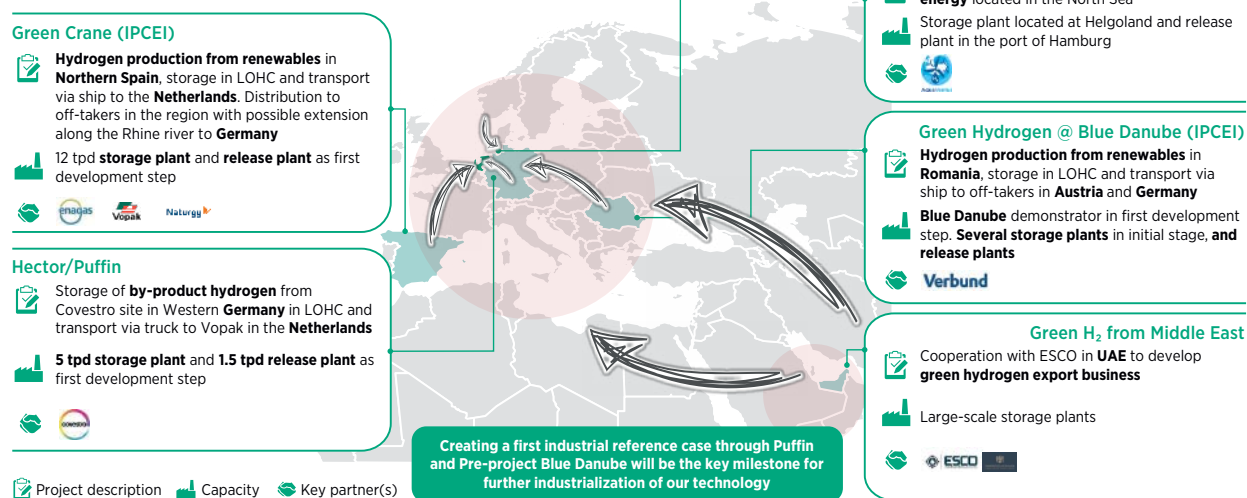 Green Crane (IPCEI)
Hydrogen production from renewables in
Northern Spain, storage in LOHC and transport
via ship to the Netherlands. Distribution to
off-takers in the region with possible extension
along the Rhine river to Germany
12 tpd storage plant and release plant as first
development step
enagas Vopak Naturgy
Hector/Puffin
Storage of by-product hydrogen from
Covestro site in Western Germany in LOHC and
transport via truck to Vopak in the Netherlands
5 tpd storage plant and 1.5 tpd release plant as
first development step
covestro
Project description Capacity Key partner(s)
Creating a first industrial reference case through Puffin
and Pre-project Blue Danube will be the key milestone for
further industrialization of our technology
energy located in the North Sea
Storage plant located at Helgoland and release
plant in the port of Hamburg
Green Hydrogen @ Blue Danube (IPCEI)
Hydrogen production from renewables in
Romania, storage in LOHC and transport via
ship to off-takers in Austria and Germany
Blue Danube demonstrator in first development
step. Several storage plants in initial stage, and
release plants
Verbund
Green H₂ from Middle East
Cooperation with ESCO in UAE to develop
green hydrogen export business
Large-scale storage plants
ESCO